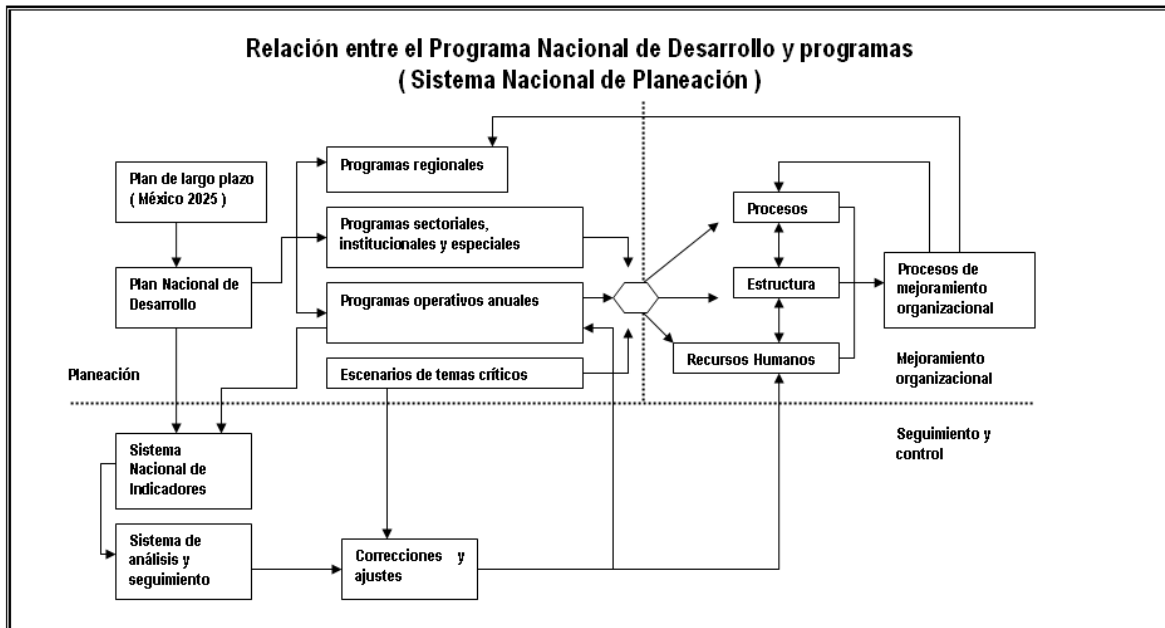 Relación entre el Programa Nacional de Desarrollo y programas
( Sistema Nacional de Planeación )
Plan de largo plazo
( México 2025 )
Plan Nacional de
Desarrollo
Planeación
Programas regionales
Programas sectoriales,
institucionales y especiales
Programas operativos anuales
Escenarios de temas críticos
Procesos
Estructura
Recursos Humanos
Procesos de
mejoramiento
organizacional
Mejoramiento
organizacional
Sistema
Nacional de
Indicadores
Sistema de
análisis y
seguimiento
Correcciones y
ajustes
Seguimiento y
control